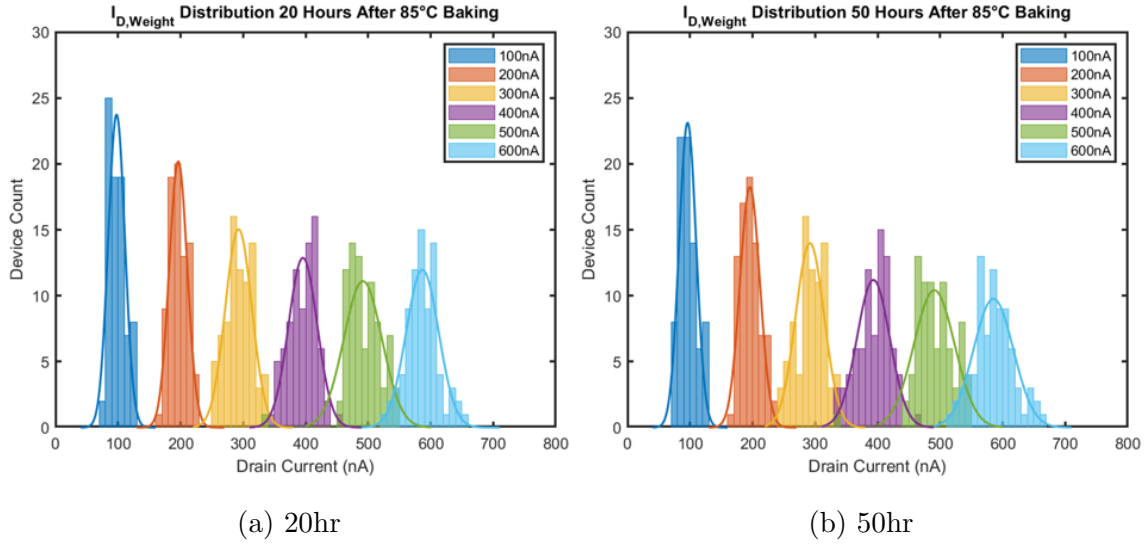 I_D,Weight Distribution 20 Hours After 85°C Baking
30
25
20
15
10
5
0
Device Count
100nA
200nA
300nA
400nA
500nA
600nA
0 100 200 300 400 500 600 700 800
Drain Current (nA)
(a) 20hr
I_D,Weight Distribution 50 Hours After 85°C Baking
30
25
20
15
10
5
0
Device Count
100nA
200nA
300nA
400nA
500nA
600nA
0 100 200 300 400 500 600 700 800
Drain Current (nA)
(b) 50hr